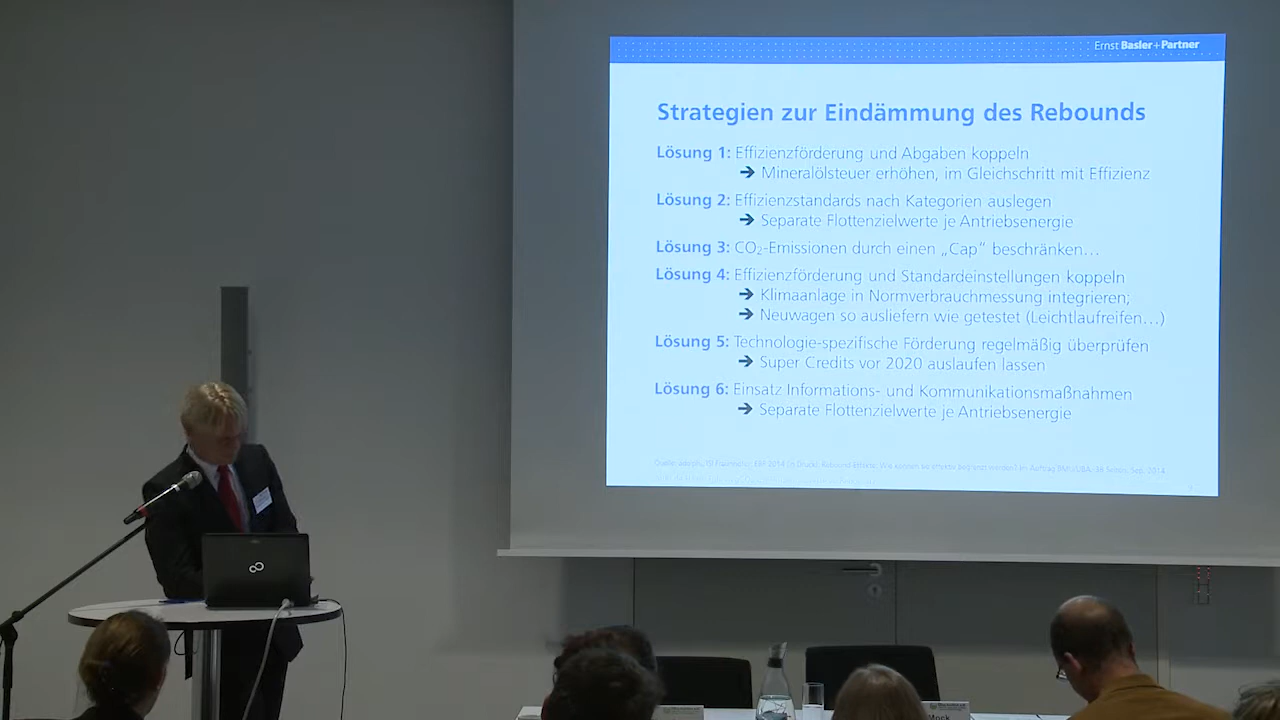 Ernst Basler + Partner
Strategien zur Eindämmung des Rebounds
Lösung 1: Effizienzförderung und Abgaben koppeln
➔ Mineralölsteuer erhöhen, im Gleichschritt mit Effizienz
Lösung 2: Effizienzstandards nach Kategorien auslegen
➔ Separate Flottenzielwerte je Antriebsenergie
Lösung 3: CO₂-Emissionen durch einen „Cap“ beschränken…
Lösung 4: Effizienzförderung und Standardeinstellungen koppeln
➔ Klimaanlage in Normverbrauchmessung integrieren;
➔ Neuwagen so ausliefern wie getestet (Leichtlaufreifen…)
Lösung 5: Technologie-spezifische Förderung regelmäßig überprüfen
➔ Super Credits vor 2020 auslaufen lassen
Lösung 6: Einsatz Informations- und Kommunikationsmaßnahmen
➔ Separate Flottenzielwerte je Antriebsenergie
Mock